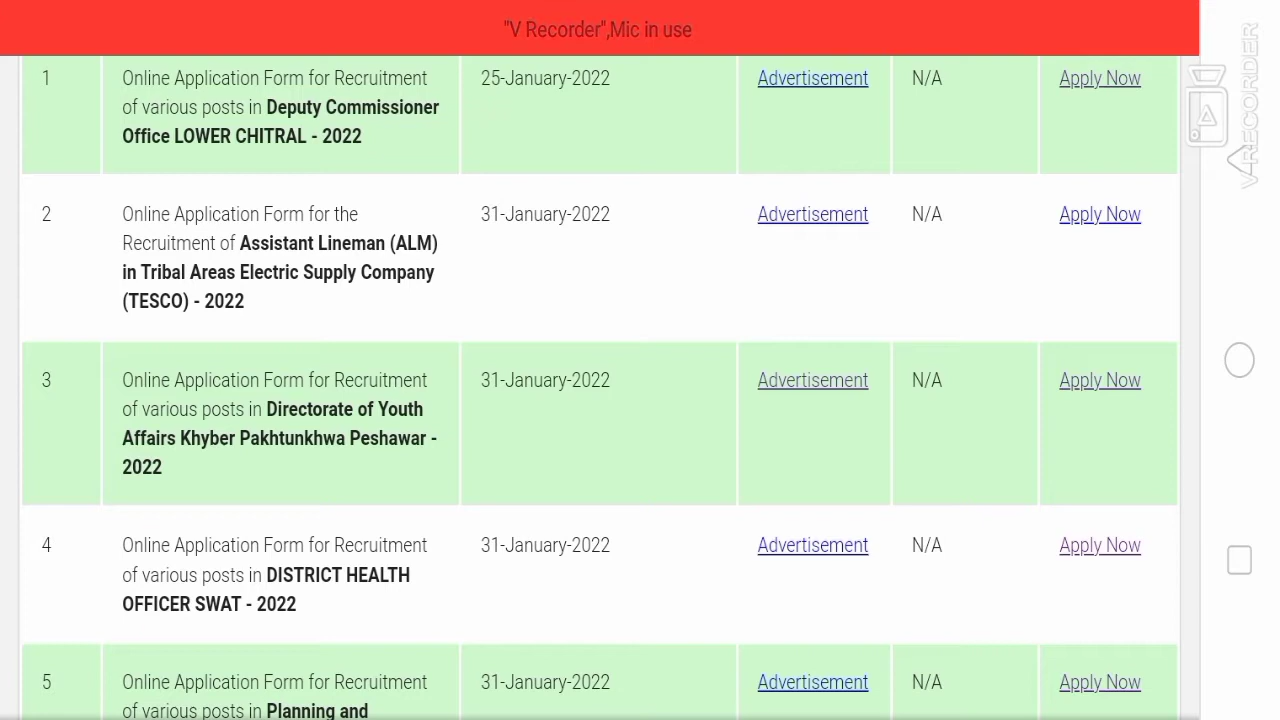 "V Recorder",Mic in use
1 Online Application Form for Recruitment 25-January-2022 Advertisement N/A Apply Now
of various posts in Deputy Commissioner
Office LOWER CHITRAL - 2022
2 Online Application Form for the 31-January-2022 Advertisement N/A Apply Now
Recruitment of Assistant Lineman (ALM)
in Tribal Areas Electric Supply Company
(TESCO) - 2022
3 Online Application Form for Recruitment 31-January-2022 Advertisement N/A Apply Now
of various posts in Directorate of Youth
Affairs Khyber Pakhtunkhwa Peshawar -
2022
4 Online Application Form for Recruitment 31-January-2022 Advertisement N/A Apply Now
of various posts in DISTRICT HEALTH
OFFICER SWAT - 2022
5 Online Application Form for Recruitment 31-January-2022 Advertisement N/A Apply Now
of various posts in Planning and
VRECORDER